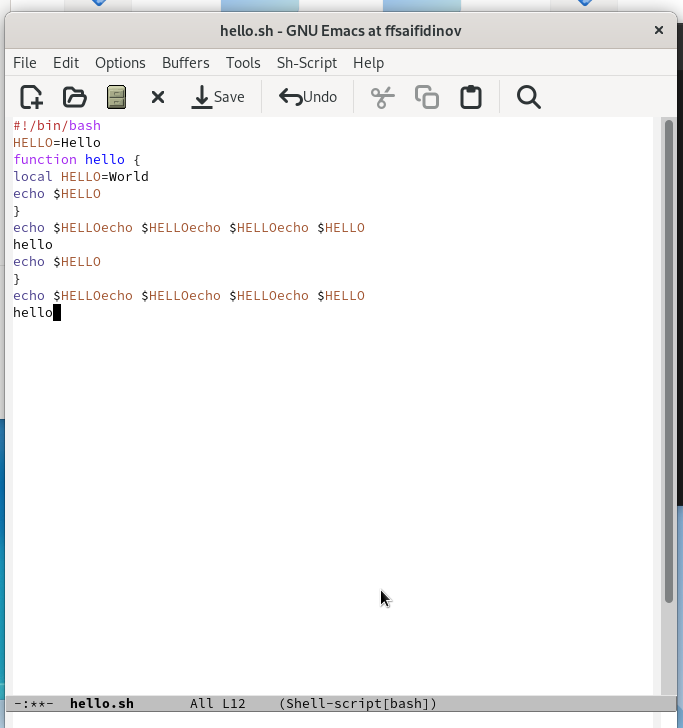 hello.sh - GNU Emacs at ffsaifidinov ×
File Edit Options Buffers Tools Sh-Script Help
Save Undo
#!/bin/bash
HELLO=Hello
function hello {
local HELLO=World
echo $HELLO
}
echo $HELLOecho $HELLOecho $HELLOecho $HELLO
hello
echo $HELLO
}
echo $HELLOecho $HELLOecho $HELLOecho $HELLO
hello
-:**- hello.sh All L12 (Shell-script[bash])